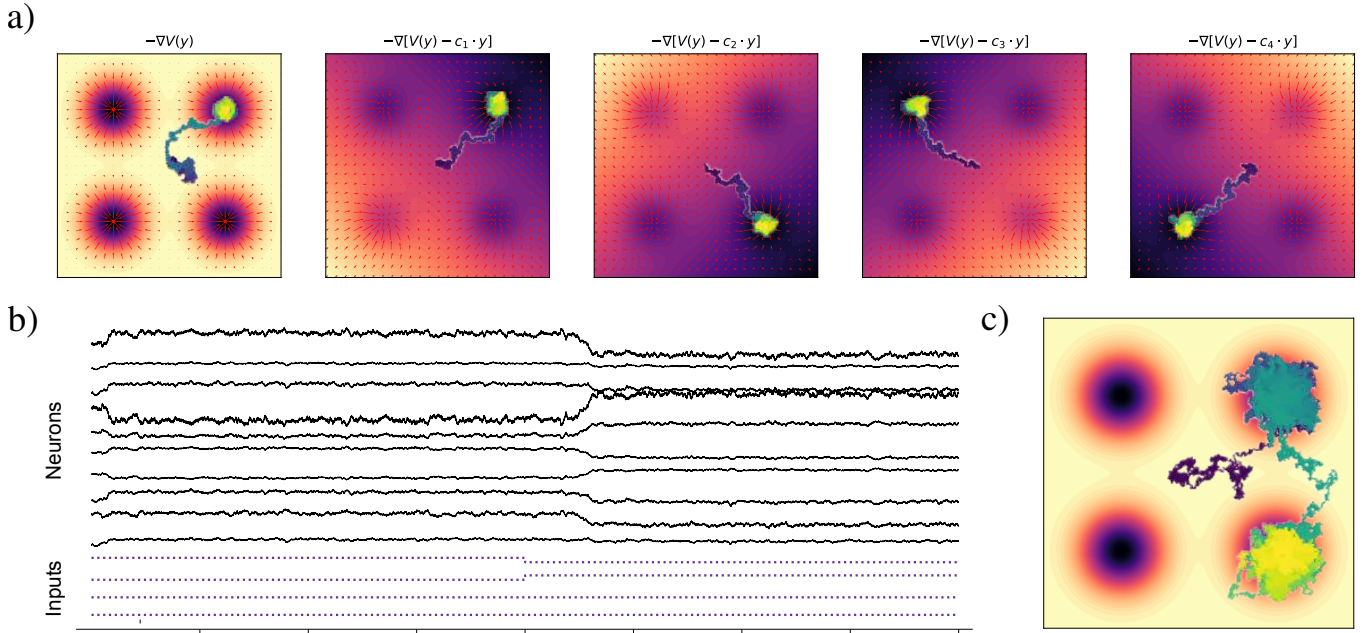 a)
−∇V(y)
−∇[V(y) − c₁ · y]
−∇[V(y) − c₂ · y]
−∇[V(y) − c₃ · y]
−∇[V(y) − c₄ · y]
b)
Neurons
Inputs
c)